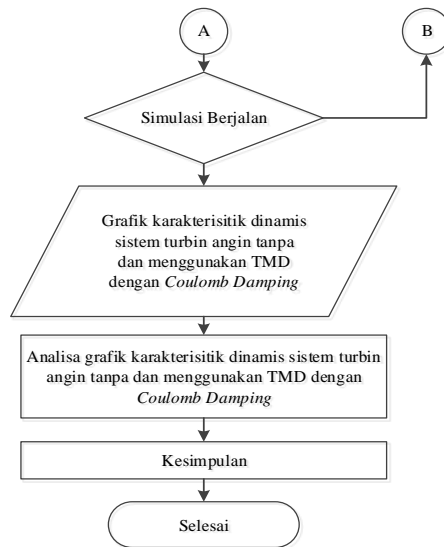 A
B
Simulasi Berjalan
Grafik karakterisitik dinamis
sistem turbin angin tanpa
dan menggunakan TMD
dengan Coulomb Damping
Analisa grafik karakterisitik dinamis sistem turbin
angin tanpa dan menggunakan TMD dengan
Coulomb Damping
Kesimpulan
Selesai